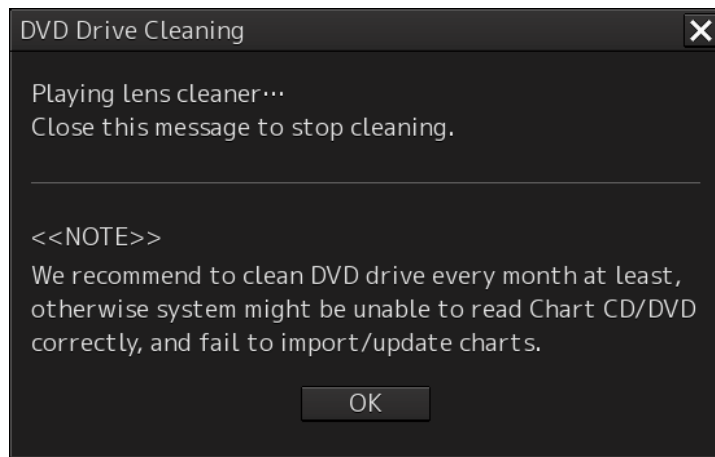 DVD Drive Cleaning
Playing lens cleaner…
Close this message to stop cleaning.
<<NOTE>>
We recommend to clean DVD drive every month at least,
otherwise system might be unable to read Chart CD/DVD
correctly, and fail to import/update charts.
OK